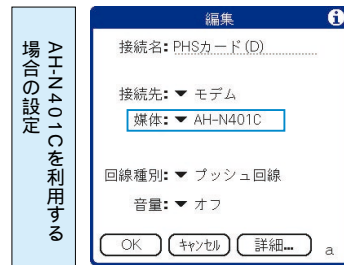 AH-N401Cを利用する
場合の設定
編集
接続名: PHSカード(D)
接続先: ▼ モデム
媒体: ▼ AH-N401C
回線種別: ▼ プッシュ回線
音量: ▼ オフ
OK キャンセル 詳細... a